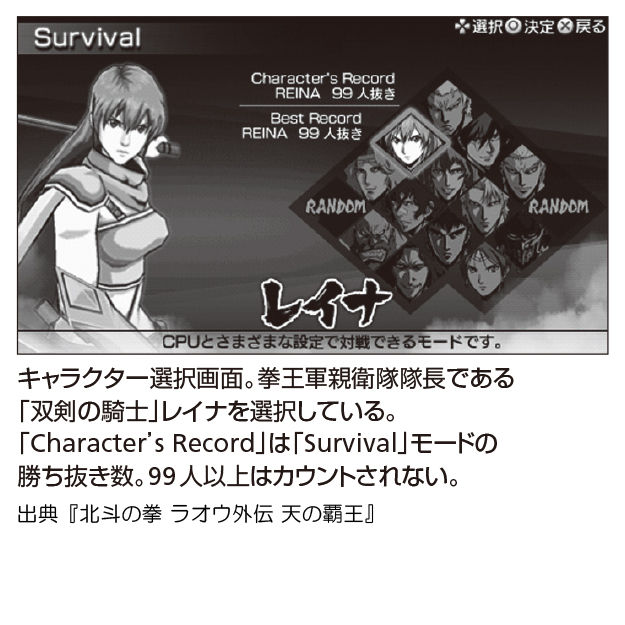 Survival
選択 決定 戻る
Character's Record
REINA 99人抜き
Best Record
REINA 99人抜き
RANDOM RANDOM
レイナ
CPUとさまざまな設定で対戦できるモードです。
キャラクター選択画面。拳王軍親衛隊隊長である
「双剣の騎士」レイナを選択している。
「Character's Record」は「Survival」モードの
勝ち抜き数。99人以上はカウントされない。
出典『北斗の拳 ラオウ外伝 天の覇王』